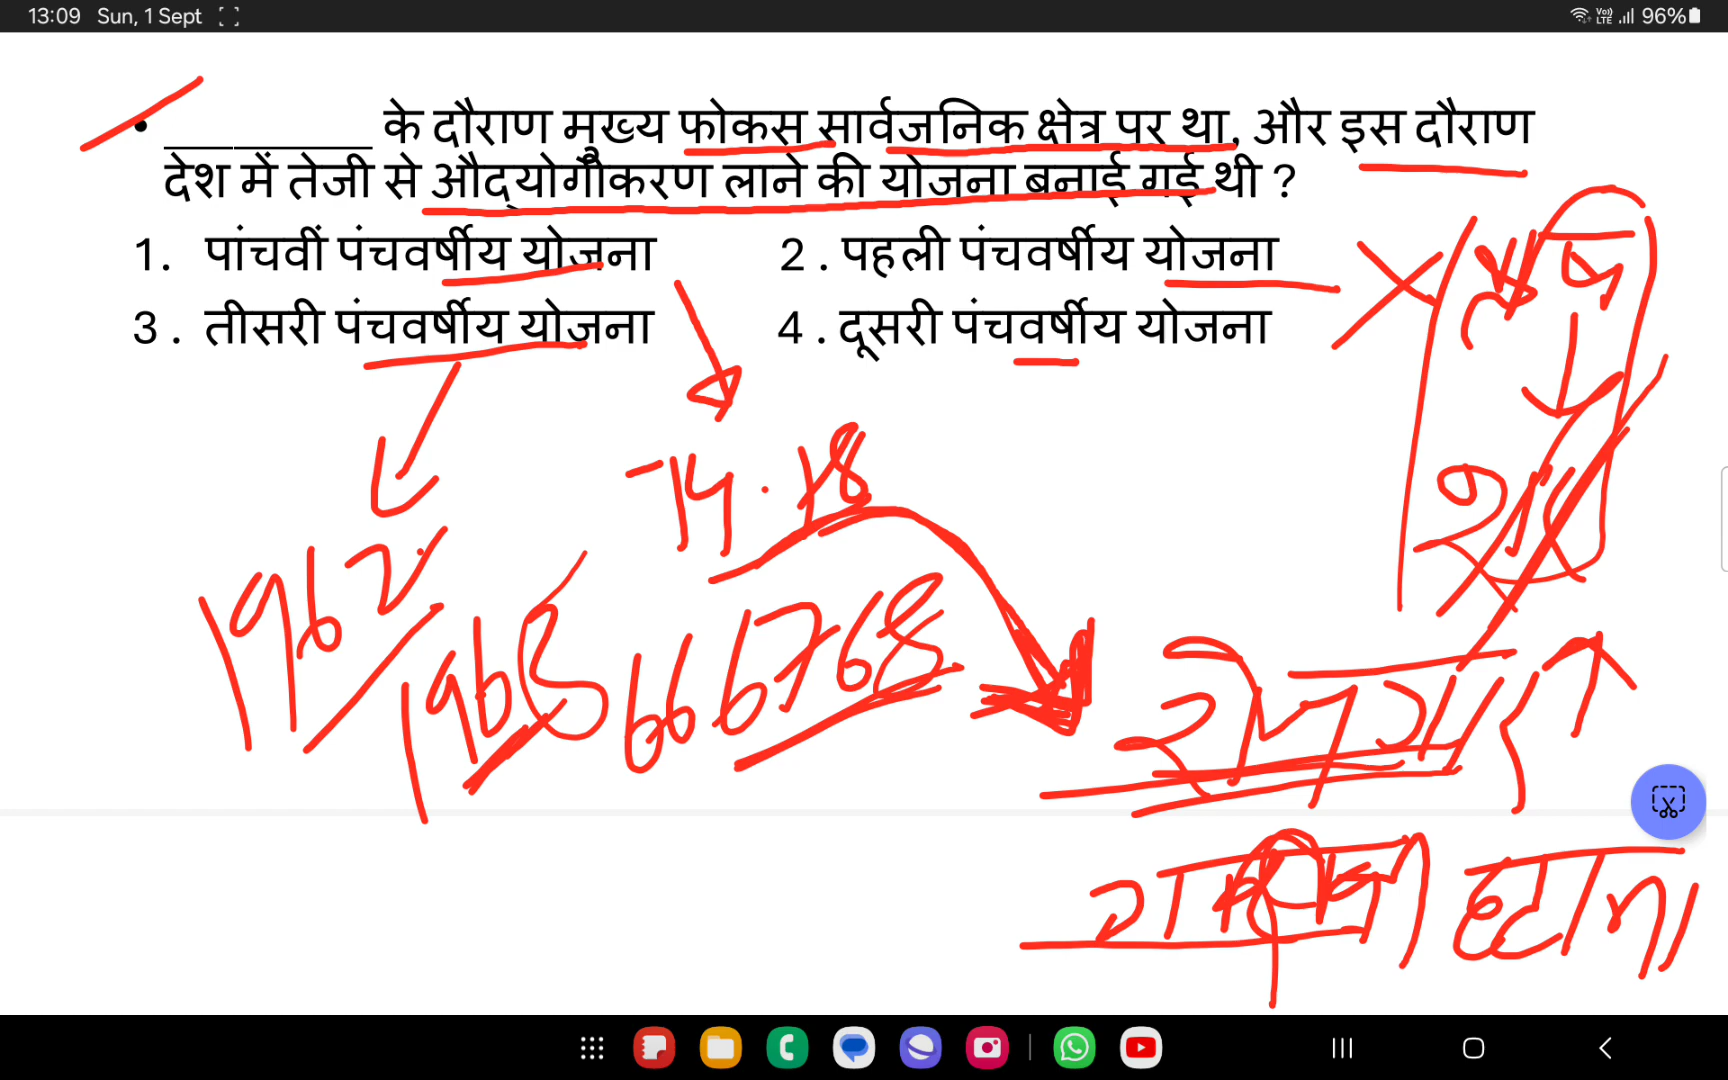 13:09 Sun, 1 Sept
96%
• ________ के दौराण मुख्य फोकस सार्वजनिक क्षेत्र पर था, और इस दौराण
देश में तेजी से औद्योगीकरण लाने की योजना बनाई गई थी ?
1. पांचवीं पंचवर्षीय योजना 2 . पहली पंचवर्षीय योजना
3 . तीसरी पंचवर्षीय योजना 4 . दूसरी पंचवर्षीय योजना
74 . 78
1962
1965 66 67 68